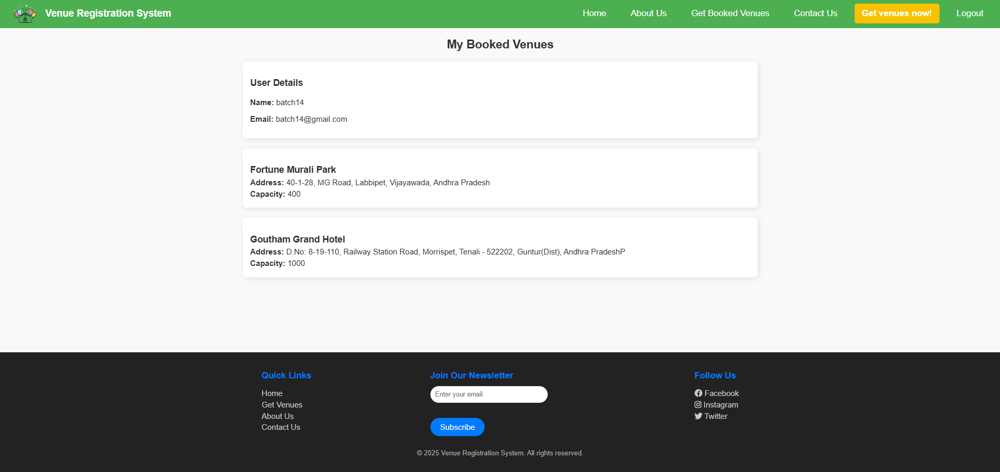 Venue Registration System
Home
About Us
Get Booked Venues
Contact Us
Get venues now!
Logout
My Booked Venues
User Details
Name: batch14
Email: batch14@gmail.com
Fortune Murali Park
Address: 40-1-28, MG Road, Labbipet, Vijayawada, Andhra Pradesh
Capacity: 400
Goutham Grand Hotel
Address: D.No: 8-19-110, Railway Station Road, Morrispet, Tenali - 522202, Guntur(Dist), Andhra PradeshP
Capacity: 1000
Quick Links
Home
Get Venues
About Us
Contact Us
Join Our Newsletter
Enter your email
Subscribe
Follow Us
Facebook
Instagram
Twitter
© 2025 Venue Registration System. All rights reserved.